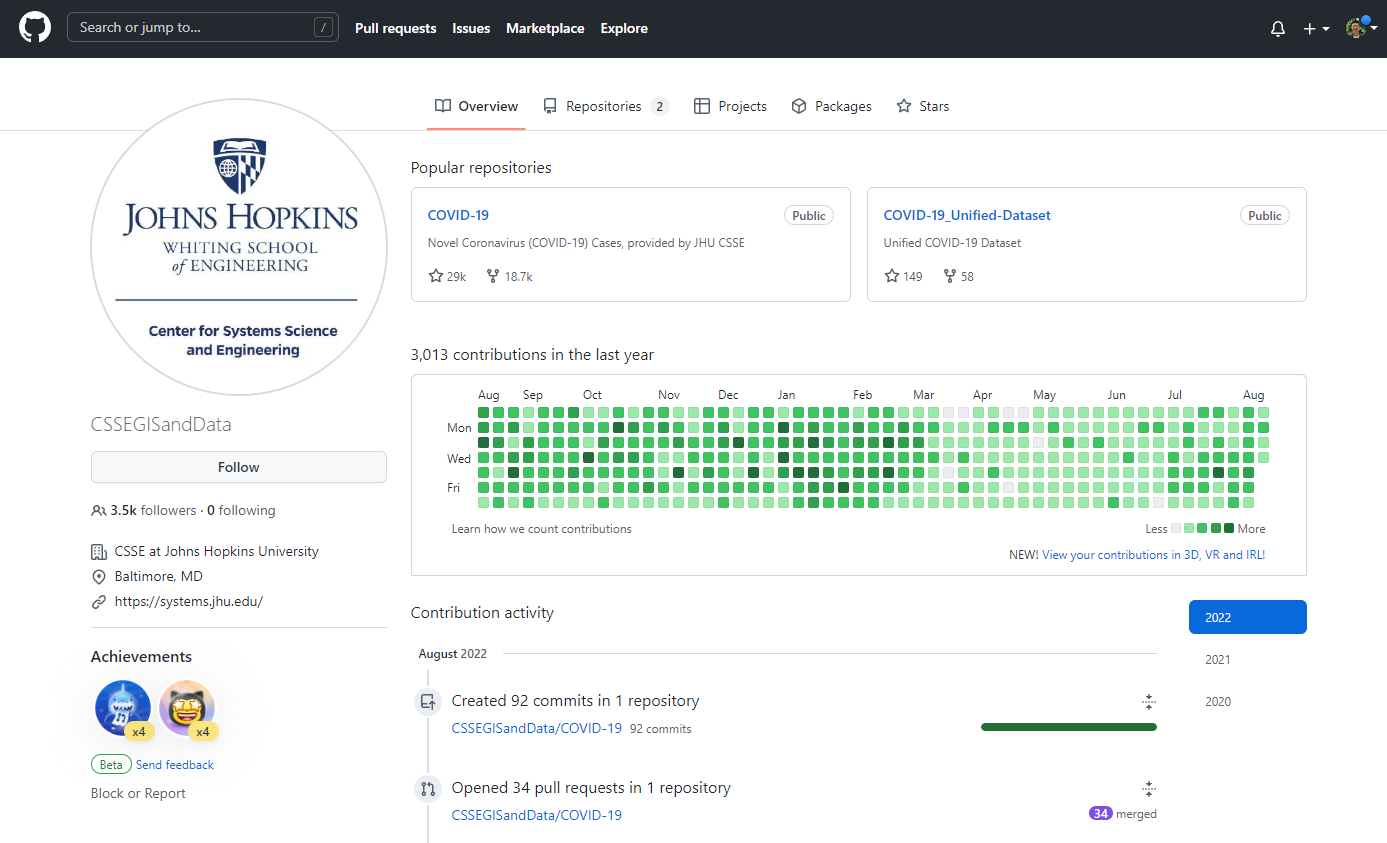 Search or jump to...
/
Pull requests
Issues
Marketplace
Explore
Overview
Repositories 2
Projects
Packages
Stars
JOHNS HOPKINS
WHITING SCHOOL
of ENGINEERING
Center for Systems Science
and Engineering
CSSEGISandData
Follow
3.5k followers · 0 following
CSSE at Johns Hopkins University
Baltimore, MD
https://systems.jhu.edu/
Achievements
x4
x4
Beta Send feedback
Block or Report
Popular repositories
COVID-19
Public
Novel Coronavirus (COVID-19) Cases, provided by JHU CSSE
29k
18.7k
COVID-19_Unified-Dataset
Public
Unified COVID-19 Dataset
149
58
3,013 contributions in the last year
Aug Sep Oct Nov Dec Jan Feb Mar Apr May Jun Jul Aug
Mon
Wed
Fri
Learn how we count contributions
Less
More
NEW! View your contributions in 3D, VR and IRL!
Contribution activity
2022
2021
2020
August 2022
Created 92 commits in 1 repository
CSSEGISandData/COVID-19 92 commits
Opened 34 pull requests in 1 repository
CSSEGISandData/COVID-19
34 merged